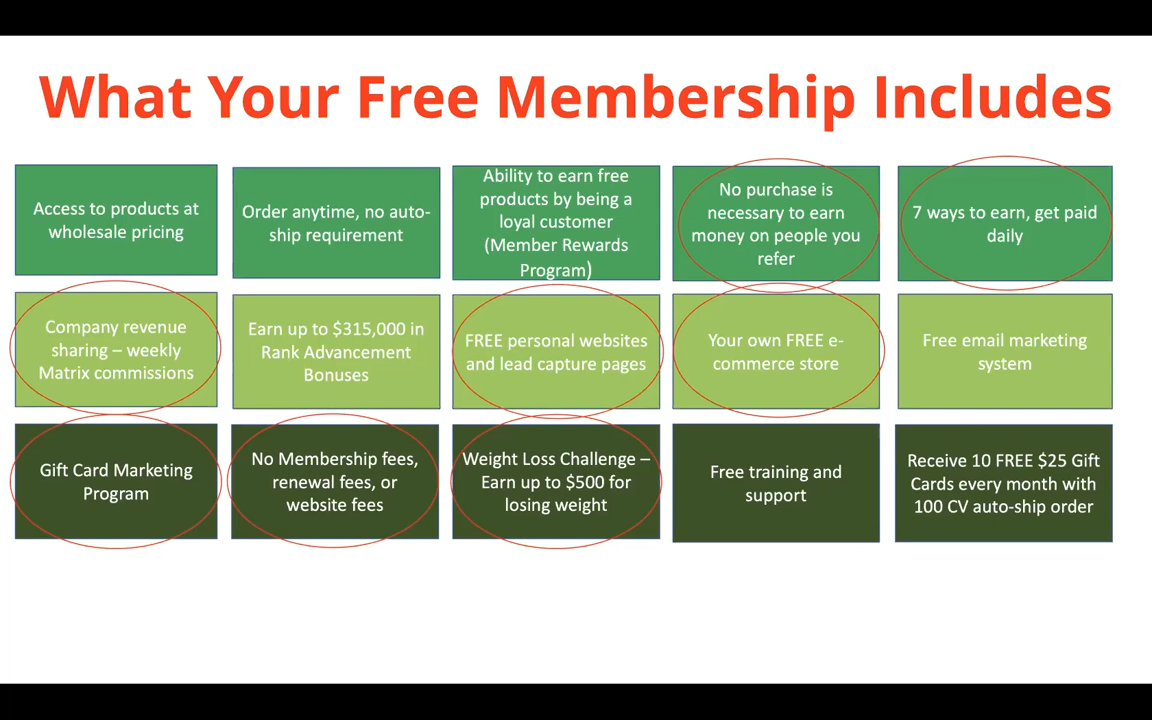 What Your Free Membership Includes
Access to products at
wholesale pricing
Order anytime, no auto-
ship requirement
Ability to earn free
products by being a
loyal customer
(Member Rewards
Program)
No purchase is
necessary to earn
money on people you
refer
7 ways to earn, get paid
daily
Company revenue
sharing – weekly
Matrix commissions
Earn up to $315,000 in
Rank Advancement
Bonuses
FREE personal websites
and lead capture pages
Your own FREE e-
commerce store
Free email marketing
system
Gift Card Marketing
Program
No Membership fees,
renewal fees, or
website fees
Weight Loss Challenge –
Earn up to $500 for
losing weight
Free training and
support
Receive 10 FREE $25 Gift
Cards every month with
100 CV auto-ship order